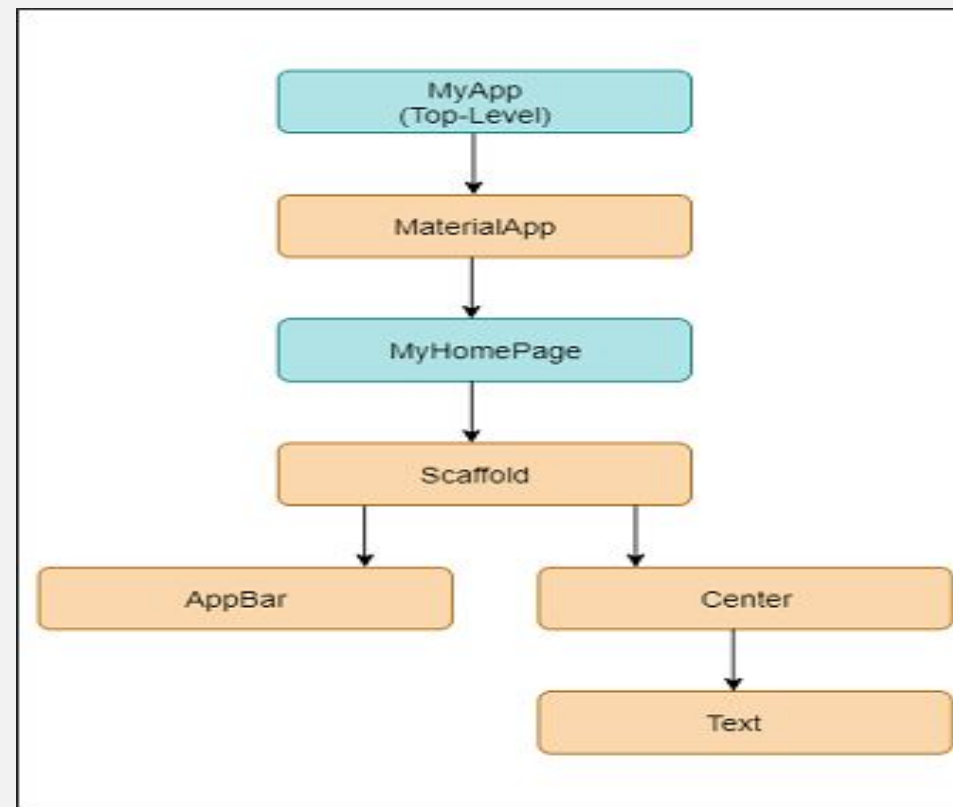 MyApp
(Top-Level)
MaterialApp
MyHomePage
Scaffold
AppBar
Center
Text